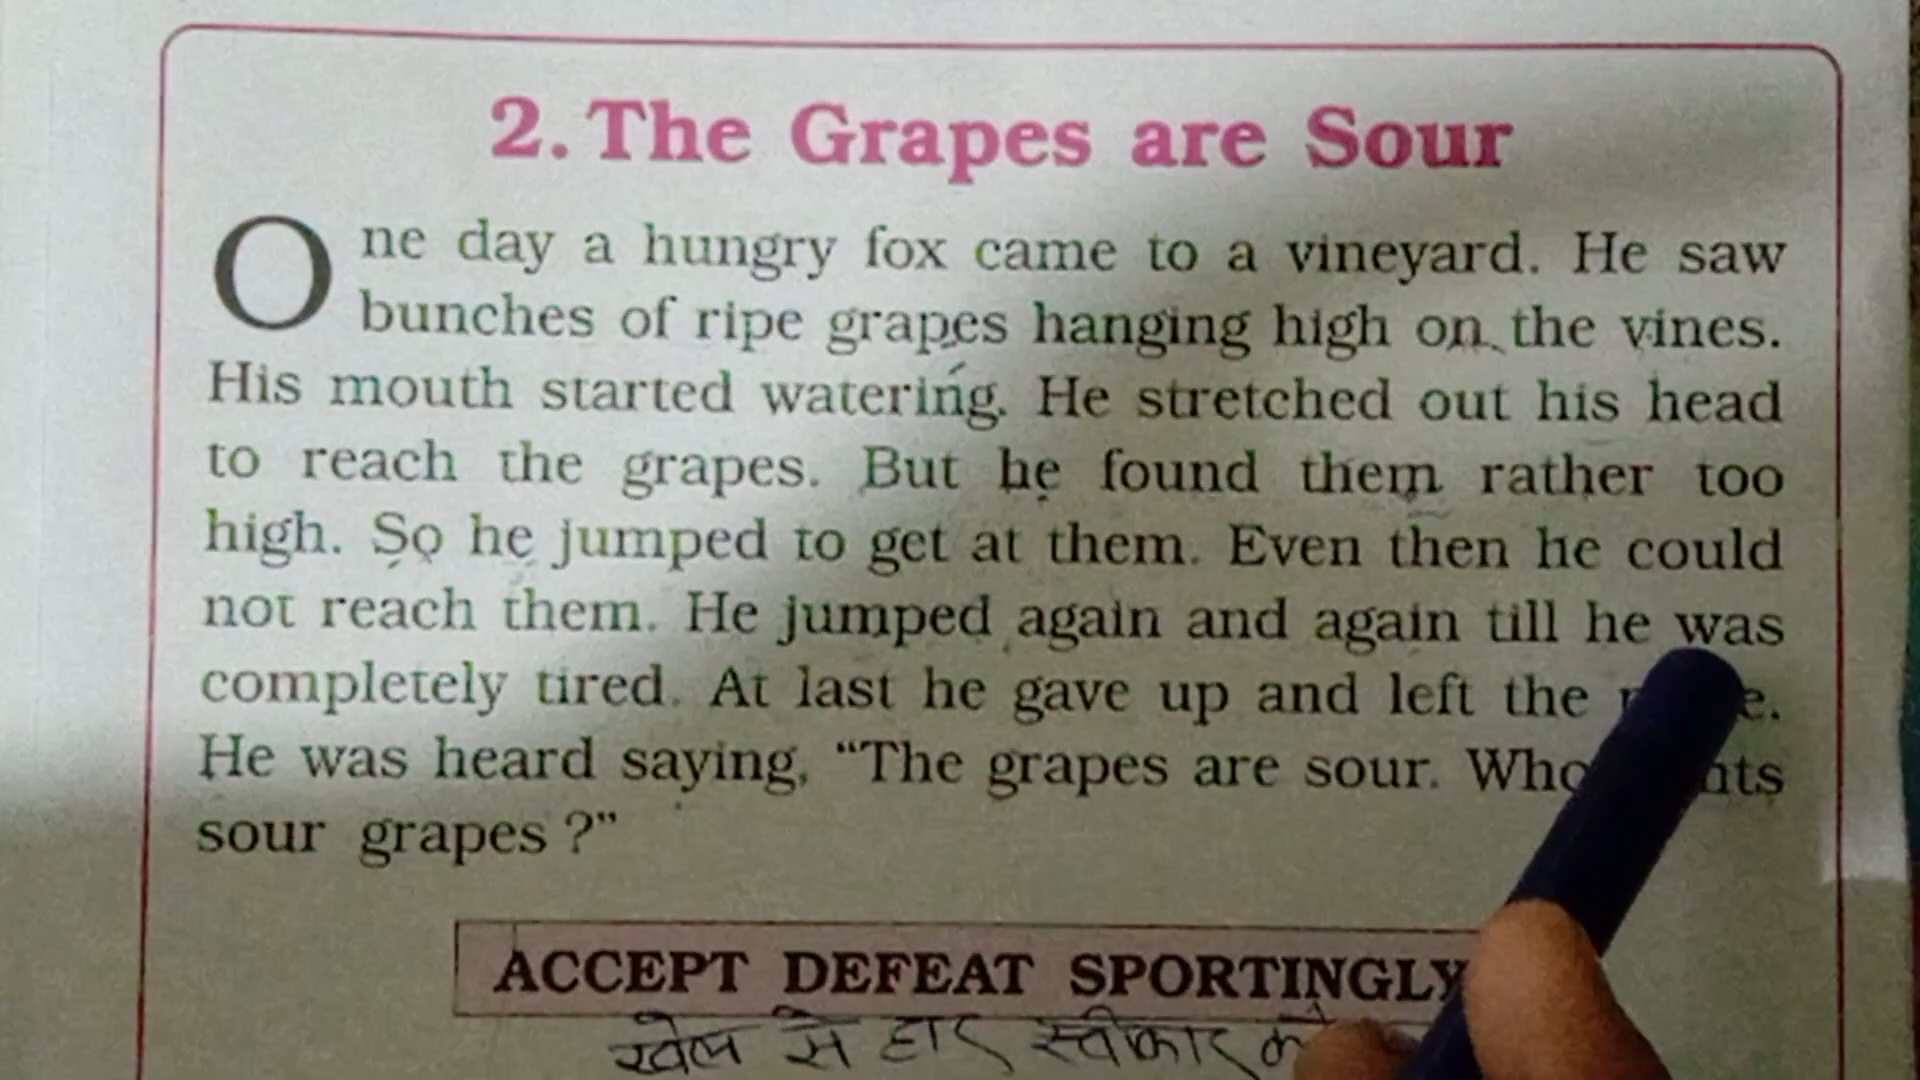 2. The Grapes are Sour
One day a hungry fox came to a vineyard. He saw
bunches of ripe grapes hanging high on the vines.
His mouth started watering. He stretched out his head
to reach the grapes. But he found them rather too
high. So he jumped to get at them. Even then he could
not reach them. He jumped again and again till he was
completely tired. At last he gave up and left the
He was heard saying, “The grapes are sour. Who
sour grapes ?”
ACCEPT DEFEAT SPORTINGLY
खेल से हार स्वीकार